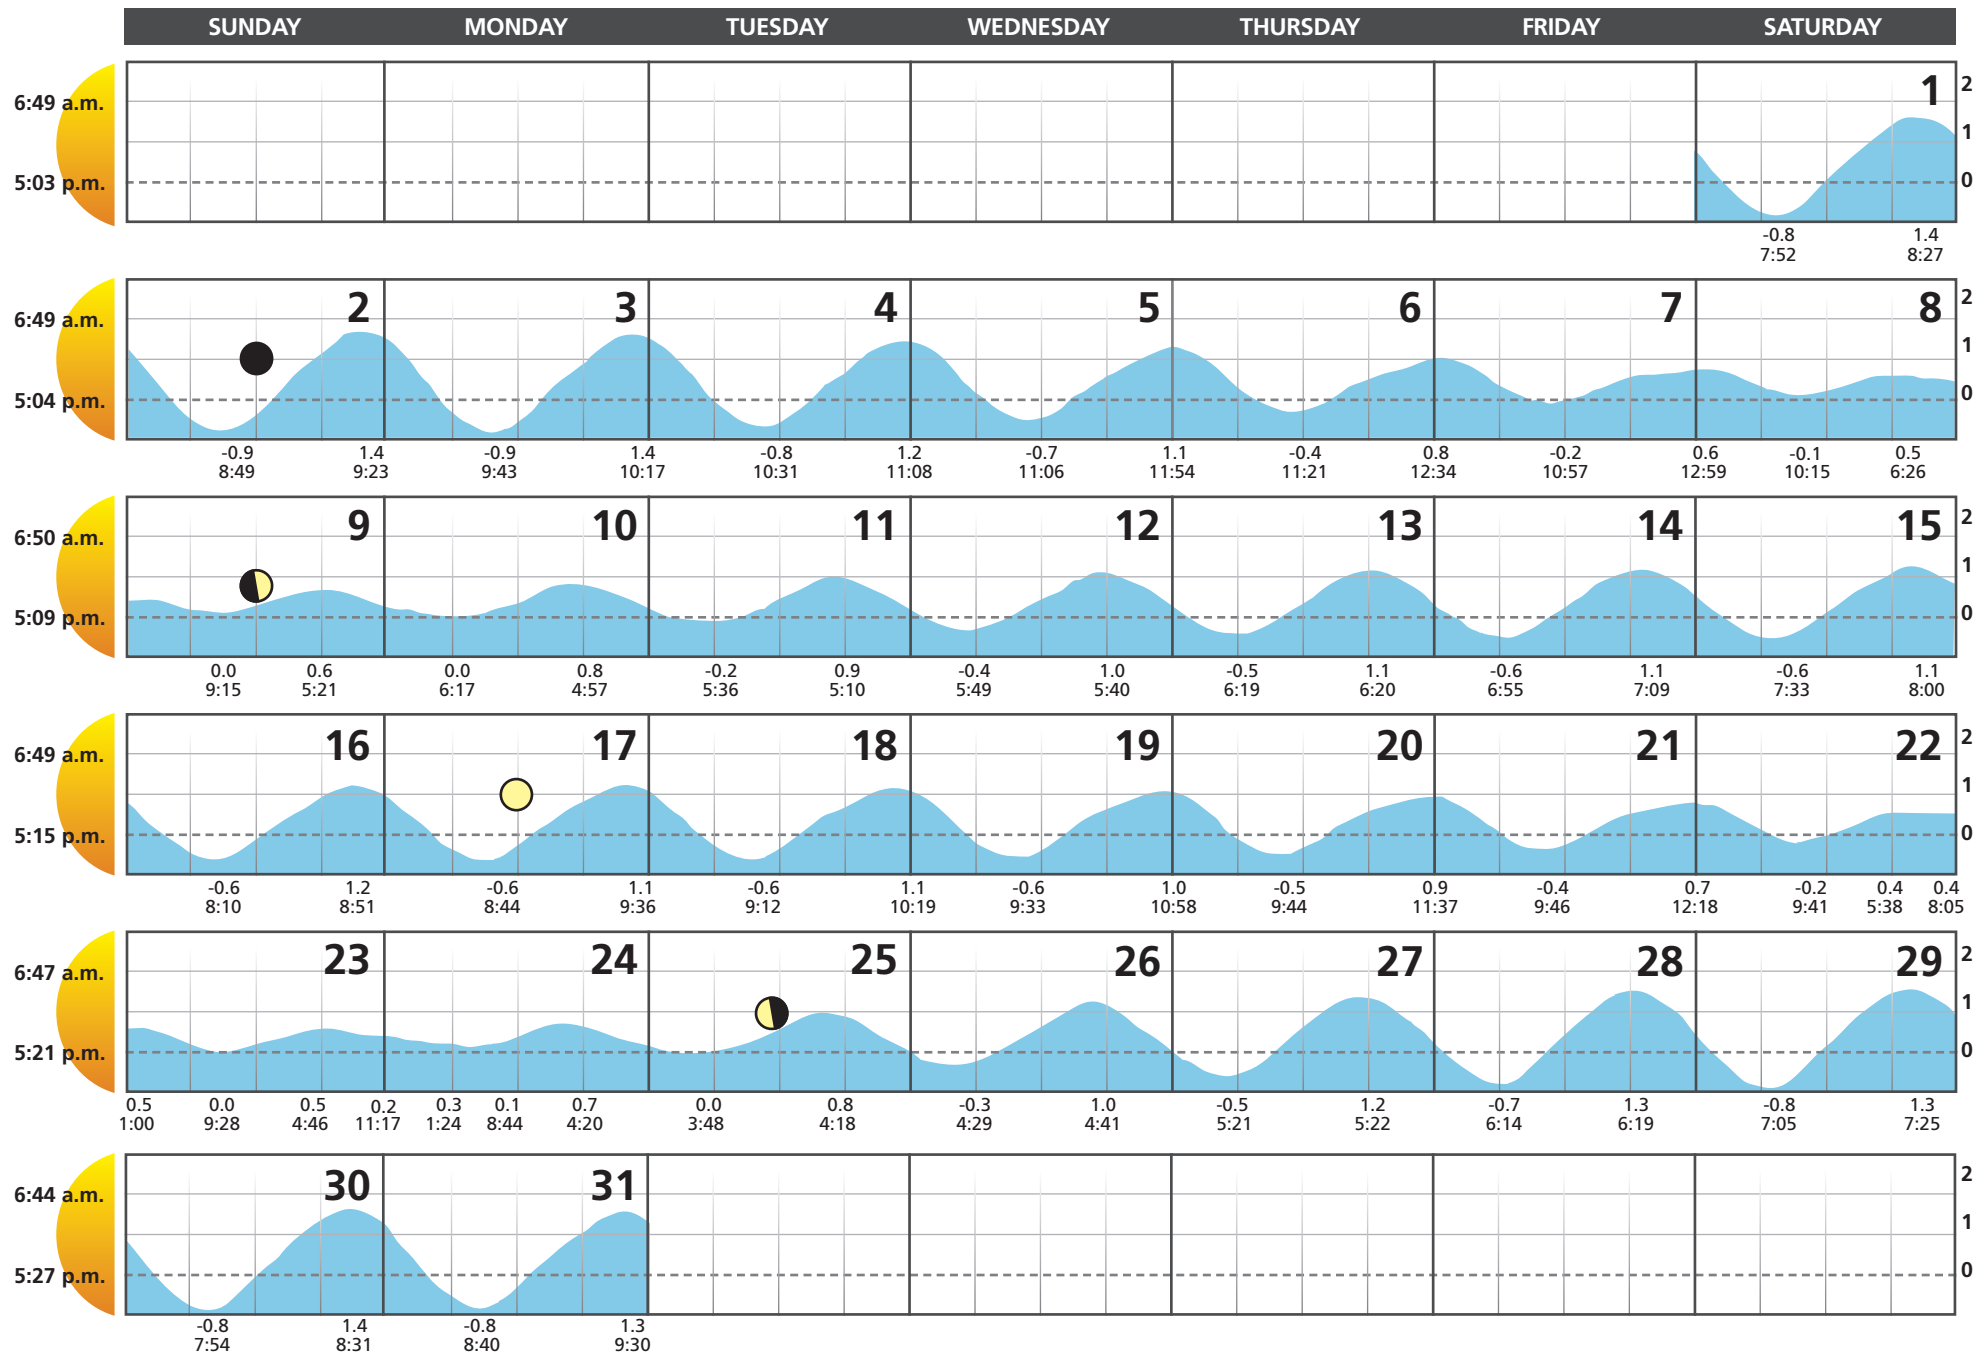 SUNDAY MONDAY TUESDAY WEDNESDAY THURSDAY FRIDAY SATURDAY
1
2
6:49 a.m.
1
5:03 p.m.
0
-0.8 1.4
7:52 8:27
2 3 4 5 6 7 8
2
6:49 a.m.
1
5:04 p.m.
0
-0.9 1.4 -0.9 1.4 -0.8 1.2 -0.7 1.1 -0.4 0.8 -0.2 0.6 -0.1 0.5
8:49 9:23 9:43 10:17 10:31 11:08 11:06 11:54 11:21 12:34 10:57 12:59 10:15 6:26
9 10 11 12 13 14 15
2
6:50 a.m.
1
5:09 p.m.
0
0.0 0.6 0.0 0.8 -0.2 0.9 -0.4 1.0 -0.5 1.1 -0.6 1.1 -0.6 1.1
9:15 5:21 6:17 4:57 5:36 5:10 5:49 5:40 6:19 6:20 6:55 7:09 7:33 8:00
16 17 18 19 20 21 22
2
6:49 a.m.
1
5:15 p.m.
0
-0.6 1.2 -0.6 1.1 -0.6 1.1 -0.6 1.0 -0.5 0.9 -0.4 0.7 -0.2 0.4 0.4
8:10 8:51 8:44 9:36 9:12 10:19 9:33 10:58 9:44 11:37 9:46 12:18 9:41 5:38 8:05
23 24 25 26 27 28 29
2
6:47 a.m.
1
5:21 p.m.
0
0.5 0.0 0.5 0.2 0.3 0.1 0.7 0.0 0.8 -0.3 1.0 -0.5 1.2 -0.7 1.3 -0.8 1.3
1:00 9:28 4:46 11:17 1:24 8:44 4:20 3:48 4:18 4:29 4:41 5:21 5:22 6:14 6:19 7:05 7:25
30 31
2
6:44 a.m.
1
5:27 p.m.
0
-0.8 1.4 -0.8 1.3
7:54 8:31 8:40 9:30